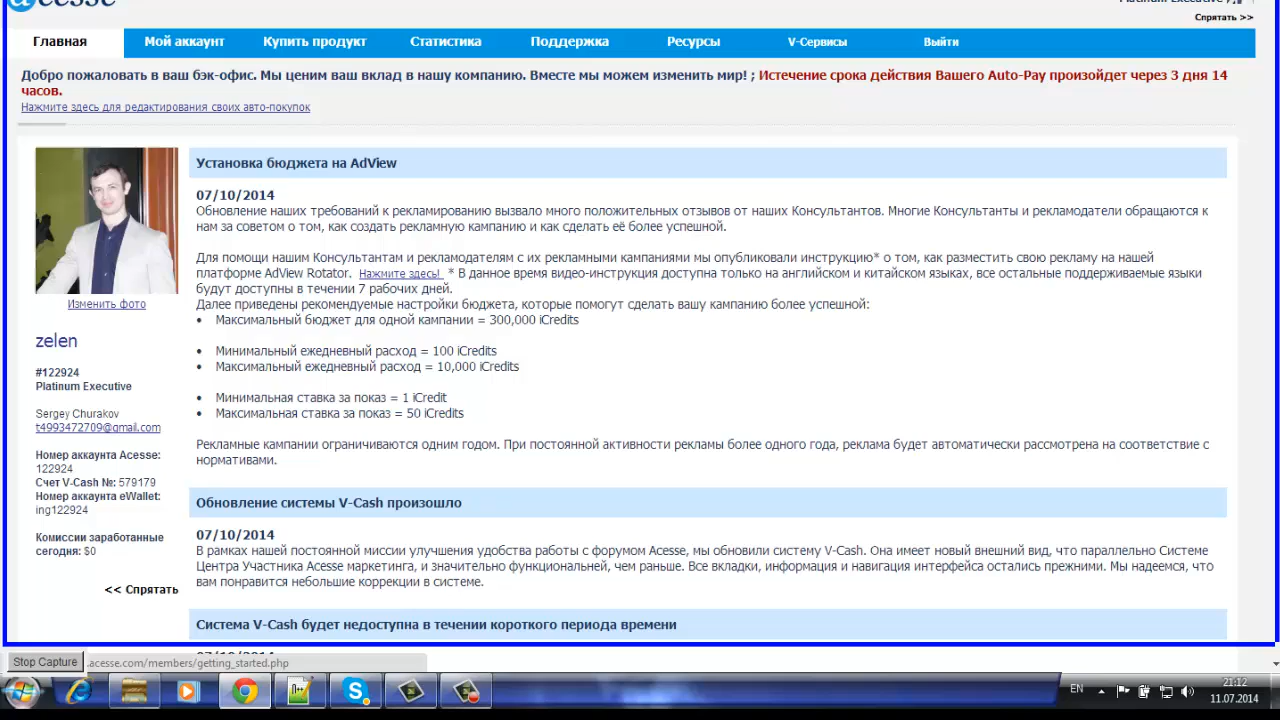 acesse
Platinum Executive
Спрятать >>
Главная
Мой аккаунт
Купить продукт
Статистика
Поддержка
Ресурсы
V-Сервисы
Выйти
Добро пожаловать в ваш бэк-офис. Мы ценим ваш вклад в нашу компанию. Вместе мы можем изменить мир! ; Истечение срока действия Вашего Auto-Pay произойдет через 3 дня 14
часов.
Нажмите здесь для редактирования своих авто-покупок
Изменить фото
zelen
#122924
Platinum Executive
Sergey Churakov
t4993472709@gmail.com
Номер аккаунта Acesse:
122924
Счет V-Cash №: 579179
Номер аккаунта eWallet:
ing122924
Комиссии заработанные
сегодня: $0
<< Спрятать
Установка бюджета на AdView
07/10/2014
Обновление наших требований к рекламированию вызвало много положительных отзывов от наших Консультантов. Многие Консультанты и рекламодатели обращаются к
нам за советом о том, как создать рекламную кампанию и как сделать её более успешной.
Для помощи нашим Консультантам и рекламодателям с их рекламными кампаниями мы опубликовали инструкцию* о том, как разместить свою рекламу на нашей
платформе AdView Rotator. Нажмите здесь! * В данное время видео-инструкция доступна только на английском и китайском языках, все остальные поддерживаемые языки
будут доступны в течении 7 рабочих дней.
Далее приведены рекомендуемые настройки бюджета, которые помогут сделать вашу кампанию более успешной:
• Максимальный бюджет для одной кампании = 300,000 iCredits
• Минимальный ежедневный расход = 100 iCredits
• Максимальный ежедневный расход = 10,000 iCredits
• Минимальная ставка за показ = 1 iCredit
• Максимальная ставка за показ = 50 iCredits
Рекламные кампании ограничиваются одним годом. При постоянной активности рекламы более одного года, реклама будет автоматически рассмотрена на соответствие с
нормативами.
Обновление системы V-Cash произошло
07/10/2014
В рамках нашей постоянной миссии улучшения удобства работы с форумом Acesse, мы обновили систему V-Cash. Она имеет новый внешний вид, что параллельно Системе
Центра Участника Acesse маркетинга, и значительно функциональней, чем раньше. Все вкладки, информация и навигация интерфейса остались прежними. Мы надеемся, что
вам понравится небольшие коррекции в системе.
Система V-Cash будет недоступна в течении короткого периода времени
Stop Capture
.acesse.com/members/getting_started.php
EN
21:12
11.07.2014